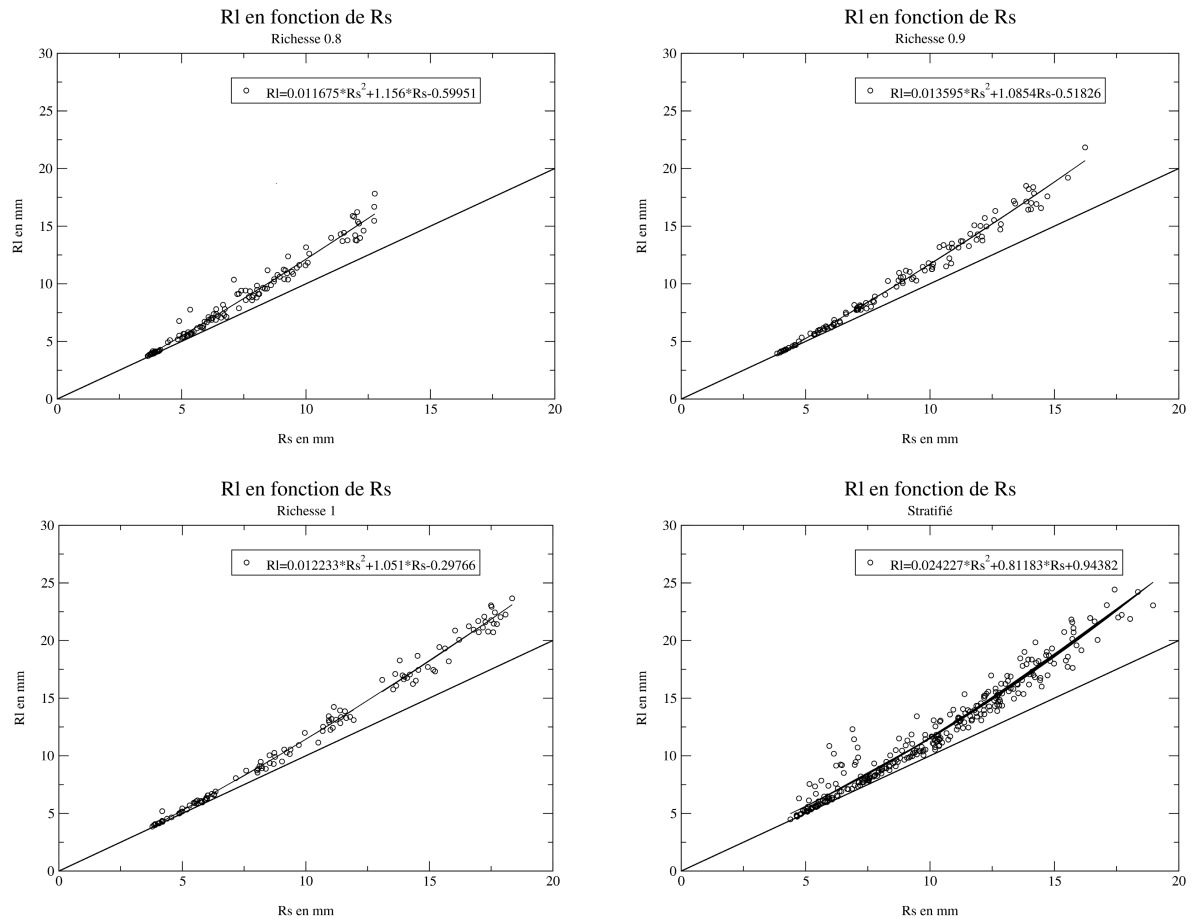 Rl en fonction de Rs
Richesse 0.8
Rl=0.011675*Rs²+1.156*Rs-0.59951
30
25
20
15
10
5
0
Rl en mm
0 5 10 15 20
Rs en mm
Rl en fonction de Rs
Richesse 0.9
Rl=0.013595*Rs²+1.0854Rs-0.51826
30
25
20
15
10
5
0
Rl en mm
0 5 10 15 20
Rs en mm
Rl en fonction de Rs
Richesse 1
Rl=0.012233*Rs²+1.051*Rs-0.29766
30
25
20
15
10
5
0
Rl en mm
0 5 10 15 20
Rs en mm
Rl en fonction de Rs
Stratifié
Rl=0.024227*Rs²+0.81183*Rs+0.94382
30
25
20
15
10
5
0
Rl en mm
0 5 10 15 20
Rs en mm